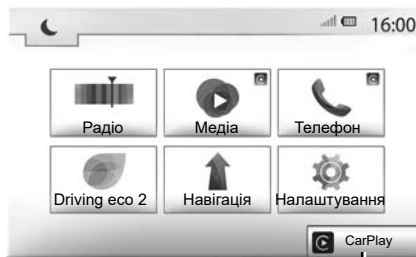 16:00
Радіо
Медіа
Телефон
Driving eco 2
Навігація
Налаштування
CarPlay